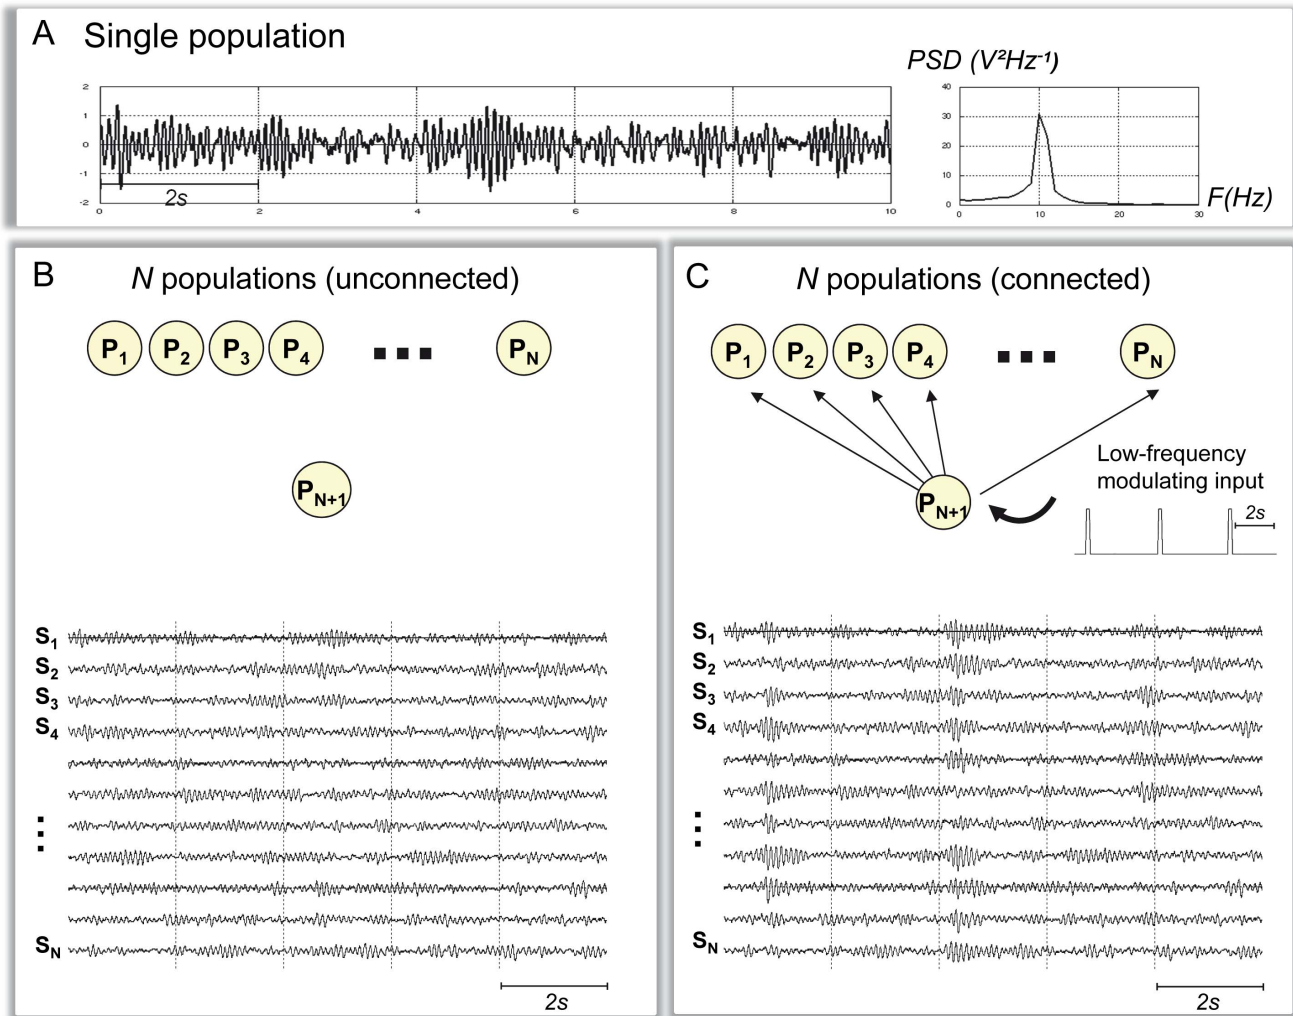 A Single population
PSD (V²Hz⁻¹)
2
1
0
-1
-2
2s
0 2 4 6 8 10
40
30
20
10
0
0 10 20 30
F(Hz)
B N populations (unconnected)
P1 P2 P3 P4 ... PN
PN+1
S1
S2
S3
S4
SN
2s
C N populations (connected)
P1 P2 P3 P4 ... PN
Low-frequency
modulating input
PN+1
2s
S1
S2
S3
S4
SN
2s